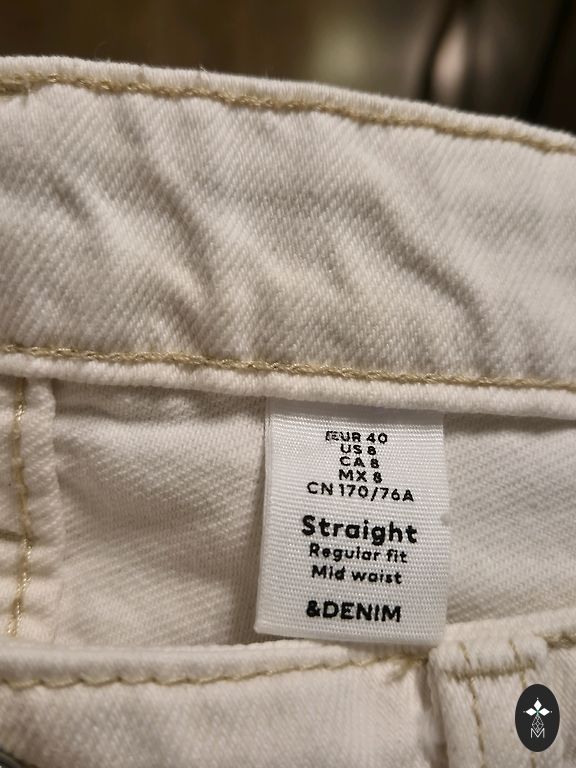 EUR 40
US 8
CA 8
MX 8
CN 170/76A
Straight
Regular fit
Mid waist
&DENIM
M